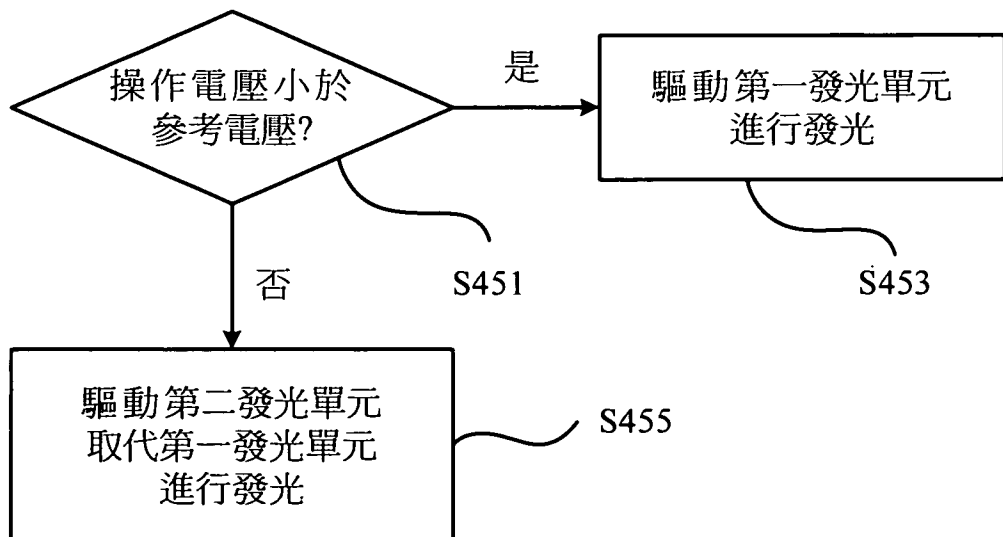 操作電壓小於
參考電壓?
是
驅動第一發光單元
進行發光
S451
S453
否
驅動第二發光單元
取代第一發光單元
進行發光
S455